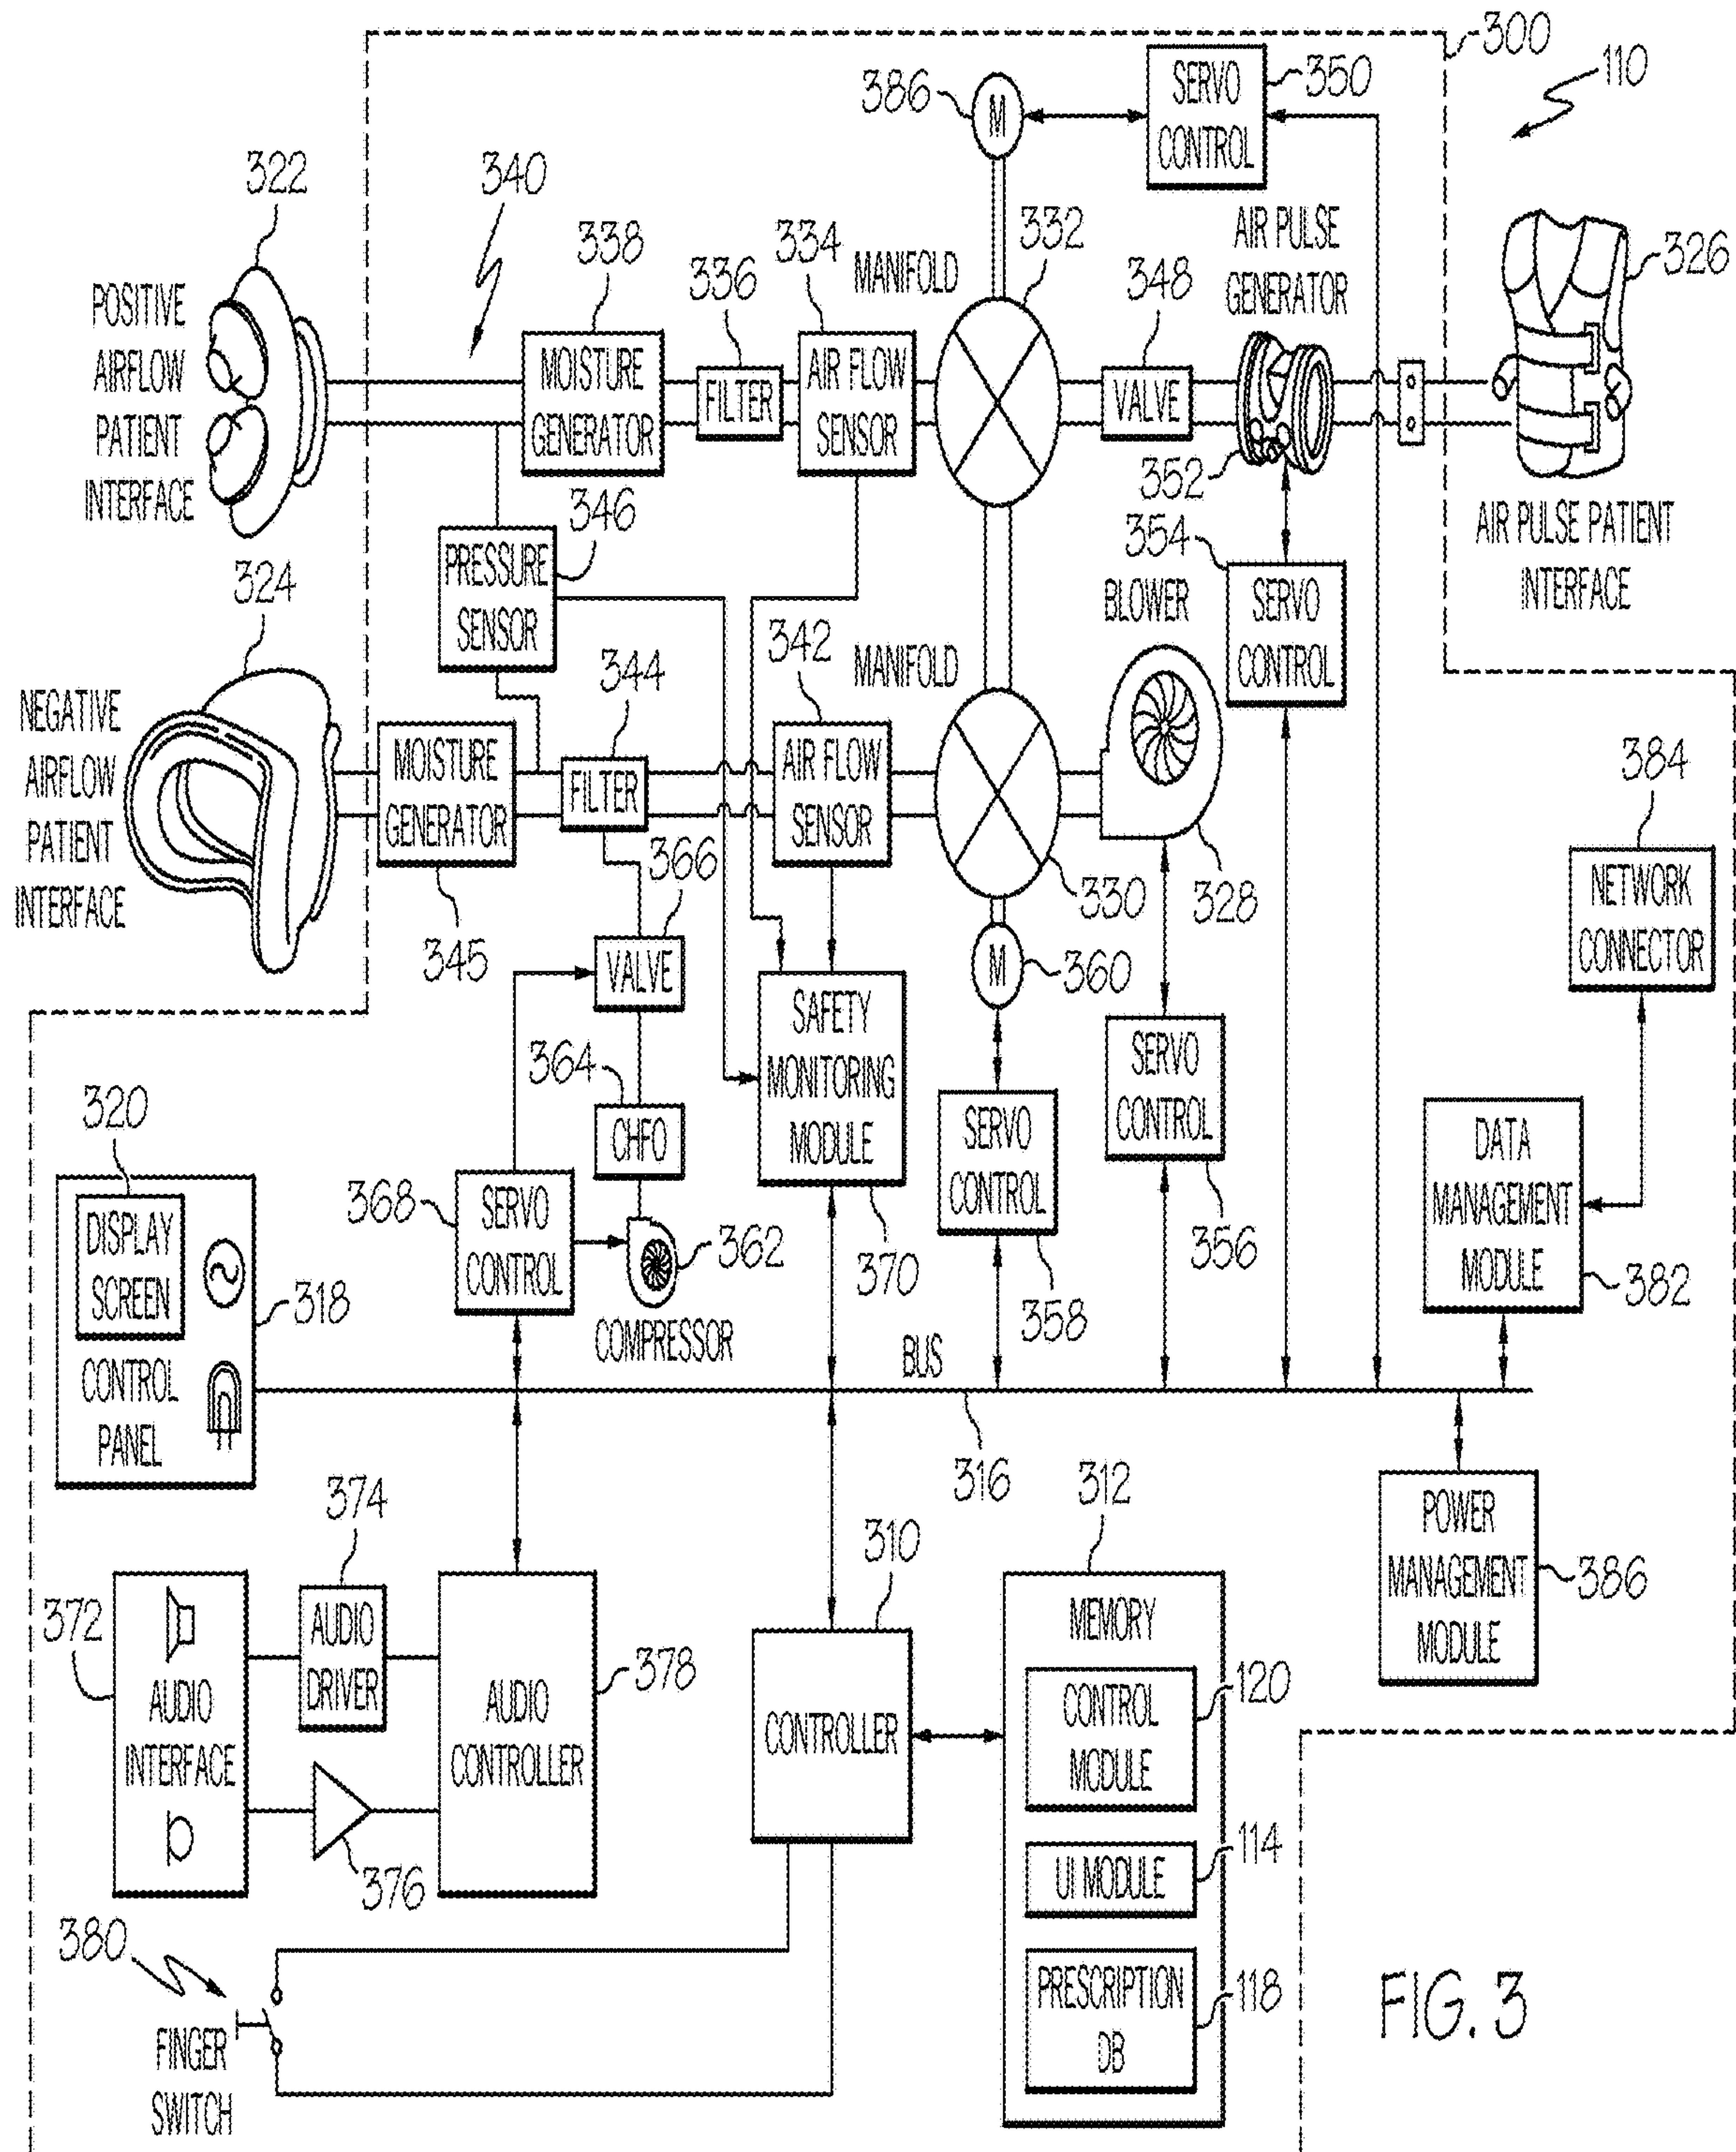 300
110
386
M
SERVO
CONTROL
350
322
340
338
336
334
MANIFOLD
332
348
AIR PULSE
GENERATOR
326
POSITIVE
AIRFLOW
PATIENT
INTERFACE
MOISTURE
GENERATOR
FILTER
AIR FLOW
SENSOR
VALVE
352
AIR PULSE PATIENT
INTERFACE
324
PRESSURE
SENSOR
346
354
BLOWER
SERVO
CONTROL
NEGATIVE
AIRFLOW
PATIENT
INTERFACE
344
342
MANIFOLD
MOISTURE
GENERATOR
FILTER
AIR FLOW
SENSOR
345
366
330
328
384
NETWORK
CONNECTOR
VALVE
SAFETY
MONITORING
MODULE
M
360
SERVO
CONTROL
356
364
CHFO
SERVO
CONTROL
358
DATA
MANAGEMENT
MODULE
382
320
DISPLAY
SCREEN
318
CONTROL
PANEL
368
SERVO
CONTROL
362
COMPRESSOR
370
BUS
316
374
310
312
POWER
MANAGEMENT
MODULE
386
372
AUDIO
INTERFACE
AUDIO
DRIVER
376
AUDIO
CONTROLLER
378
CONTROLLER
MEMORY
CONTROL
MODULE
120
UI MODULE
114
PRESCRIPTION
DB
118
380
FINGER
SWITCH
FIG. 3